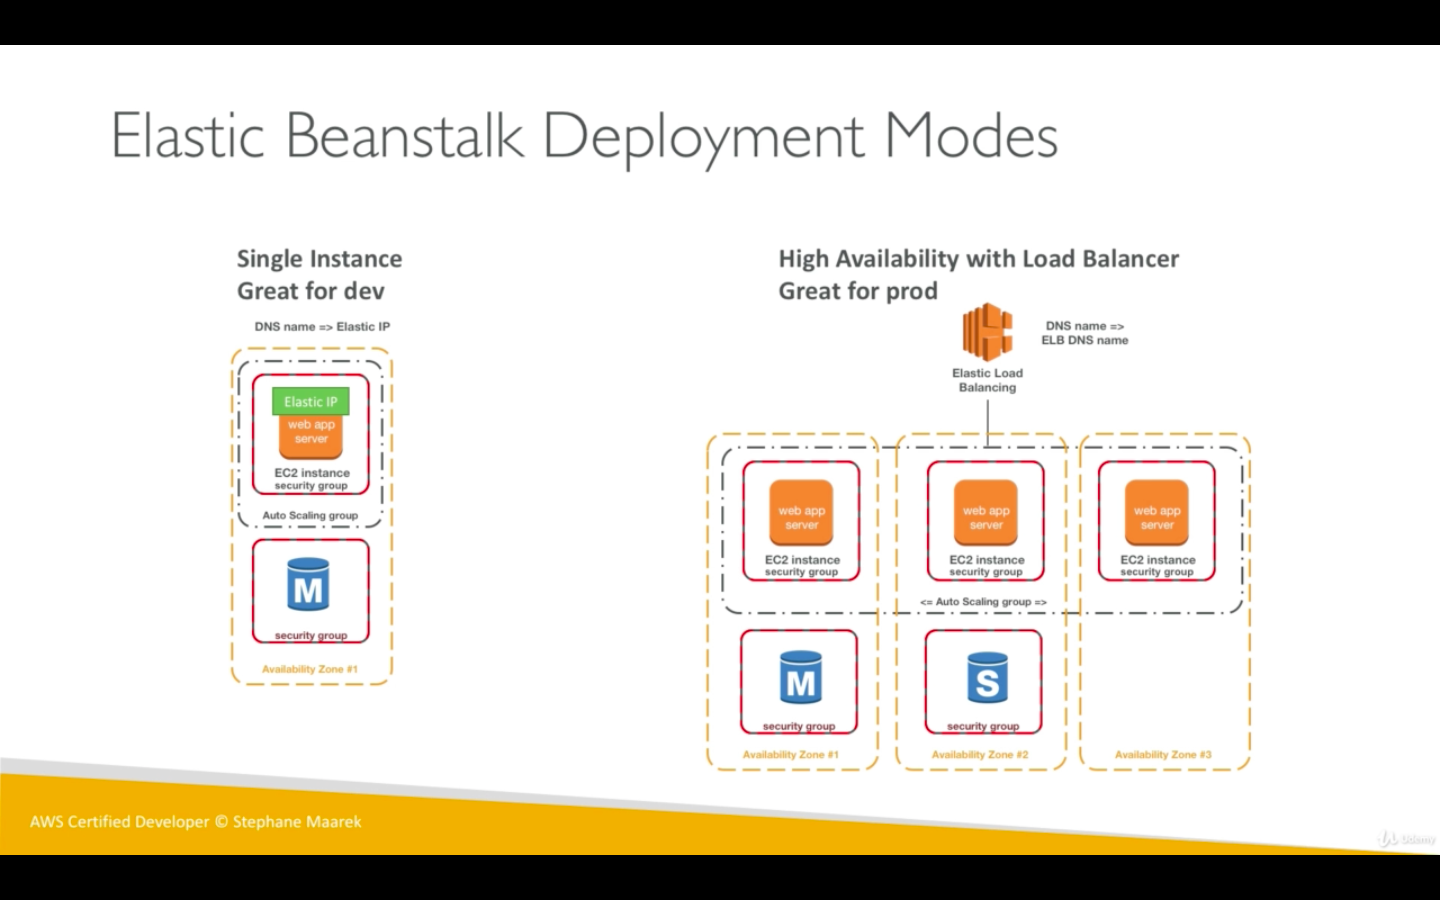 Elastic Beanstalk Deployment Modes
Single Instance
Great for dev
DNS name => Elastic IP
Elastic IP
web app
server
EC2 instance
security group
Auto Scaling group
M
security group
Availability Zone #1
High Availability with Load Balancer
Great for prod
DNS name =>
ELB DNS name
Elastic Load
Balancing
web app
server
EC2 instance
security group
web app
server
EC2 instance
security group
web app
server
EC2 instance
security group
<= Auto Scaling group =>
M
security group
S
security group
Availability Zone #1
Availability Zone #2
Availability Zone #3
AWS Certified Developer © Stephane Maarek
Udemy